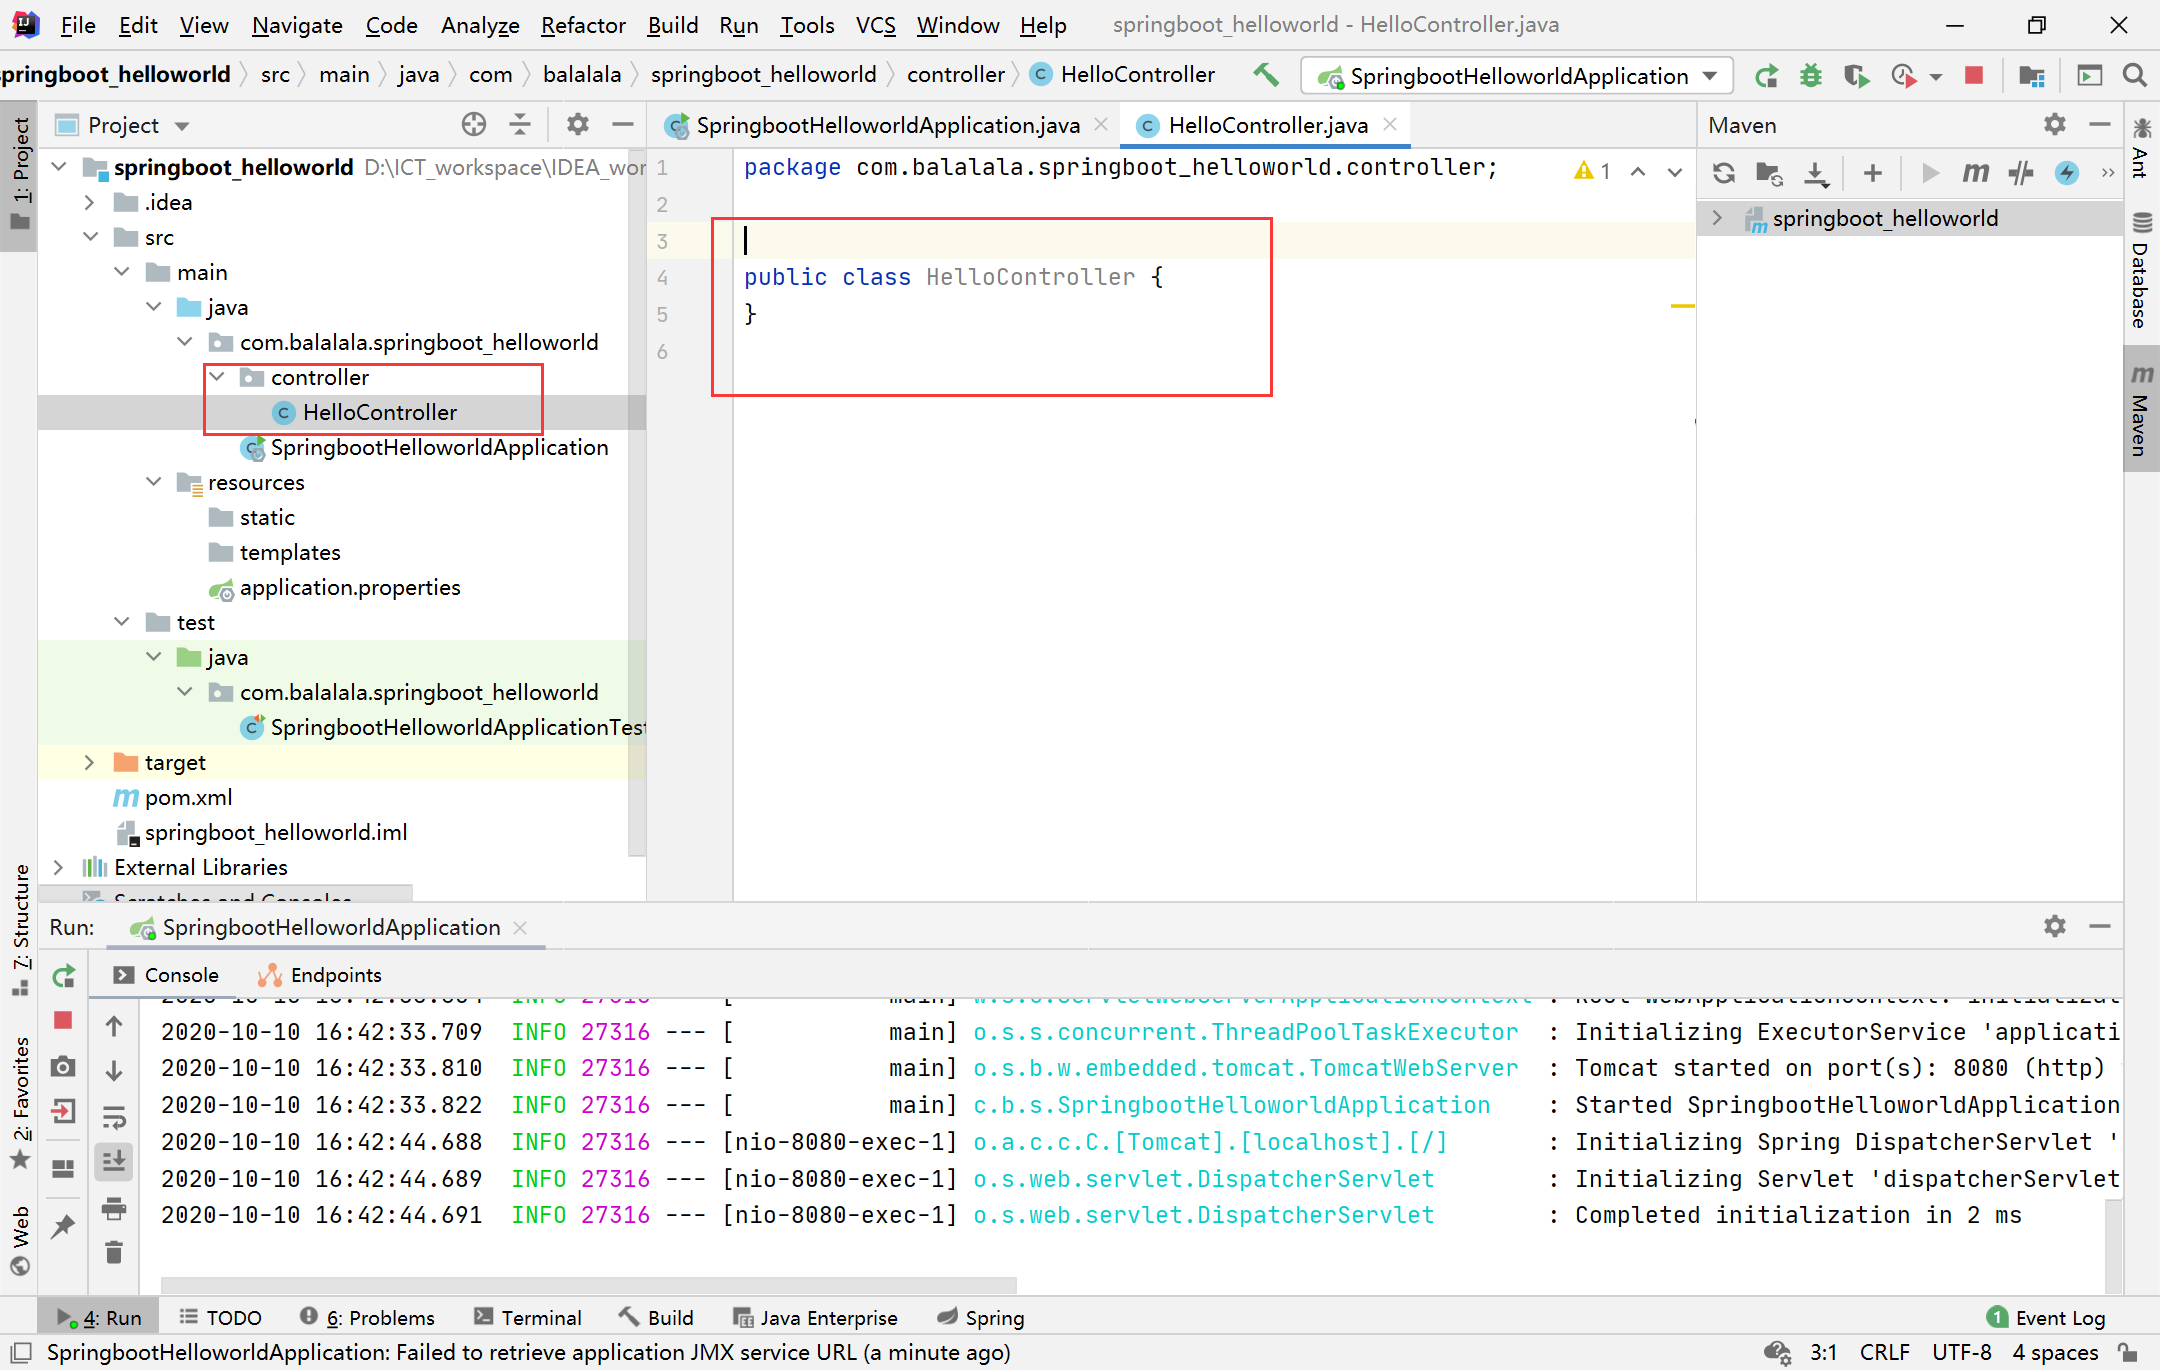 File Edit View Navigate Code Analyze Refactor Build Run Tools VCS Window Help springboot_helloworld - HelloController.java
springboot_helloworld src main java com balalala springboot_helloworld controller HelloController SpringbootHelloworldApplication
1: Project
Project
springboot_helloworld D:\ICT_workspace\IDEA_wor
.idea
src
main
java
com.balalala.springboot_helloworld
controller
HelloController
SpringbootHelloworldApplication
resources
static
templates
application.properties
test
java
com.balalala.springboot_helloworld
SpringbootHelloworldApplicationTest
target
pom.xml
springboot_helloworld.iml
External Libraries
Scratches and Consoles
SpringbootHelloworldApplication.java HelloController.java
1 package com.balalala.springboot_helloworld.controller; 1
2
3
4 public class HelloController {
5 }
6
Maven
springboot_helloworld
Ant
Database
Maven
7: Structure
2: Favorites
Web
Run: SpringbootHelloworldApplication
Console Endpoints
2020-10-10 16:42:33.709 INFO 27316 --- [ main] o.s.s.concurrent.ThreadPoolTaskExecutor : Initializing ExecutorService 'applicati
2020-10-10 16:42:33.810 INFO 27316 --- [ main] o.s.b.w.embedded.tomcat.TomcatWebServer : Tomcat started on port(s): 8080 (http)
2020-10-10 16:42:33.822 INFO 27316 --- [ main] c.b.s.SpringbootHelloworldApplication : Started SpringbootHelloworldApplication
2020-10-10 16:42:44.688 INFO 27316 --- [nio-8080-exec-1] o.a.c.c.C.[Tomcat].[localhost].[/] : Initializing Spring DispatcherServlet '
2020-10-10 16:42:44.689 INFO 27316 --- [nio-8080-exec-1] o.s.web.servlet.DispatcherServlet : Initializing Servlet 'dispatcherServlet
2020-10-10 16:42:44.691 INFO 27316 --- [nio-8080-exec-1] o.s.web.servlet.DispatcherServlet : Completed initialization in 2 ms
4: Run TODO 6: Problems Terminal Build Java Enterprise Spring 1 Event Log
SpringbootHelloworldApplication: Failed to retrieve application JMX service URL (a minute ago) 3:1 CRLF UTF-8 4 spaces